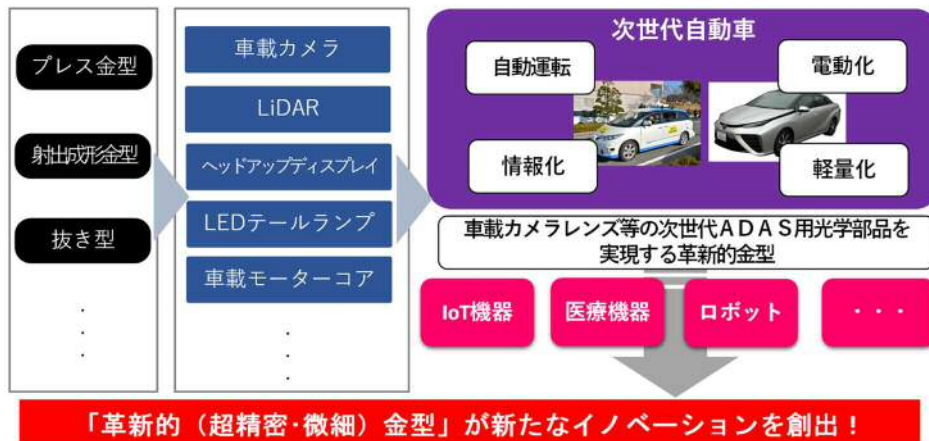 プレス金型
射出成形金型
抜き型
・
・
・
車載カメラ
LiDAR
ヘッドアップディスプレイ
LEDテールランプ
車載モーターコア
・
・
・
次世代自動車
自動運転
電動化
情報化
軽量化
車載カメラレンズ等の次世代ＡＤＡＳ用光学部品を
実現する革新的金型
IoT機器
医療機器
ロボット
・・・
「革新的（超精密・微細）金型」が新たなイノベーションを創出！